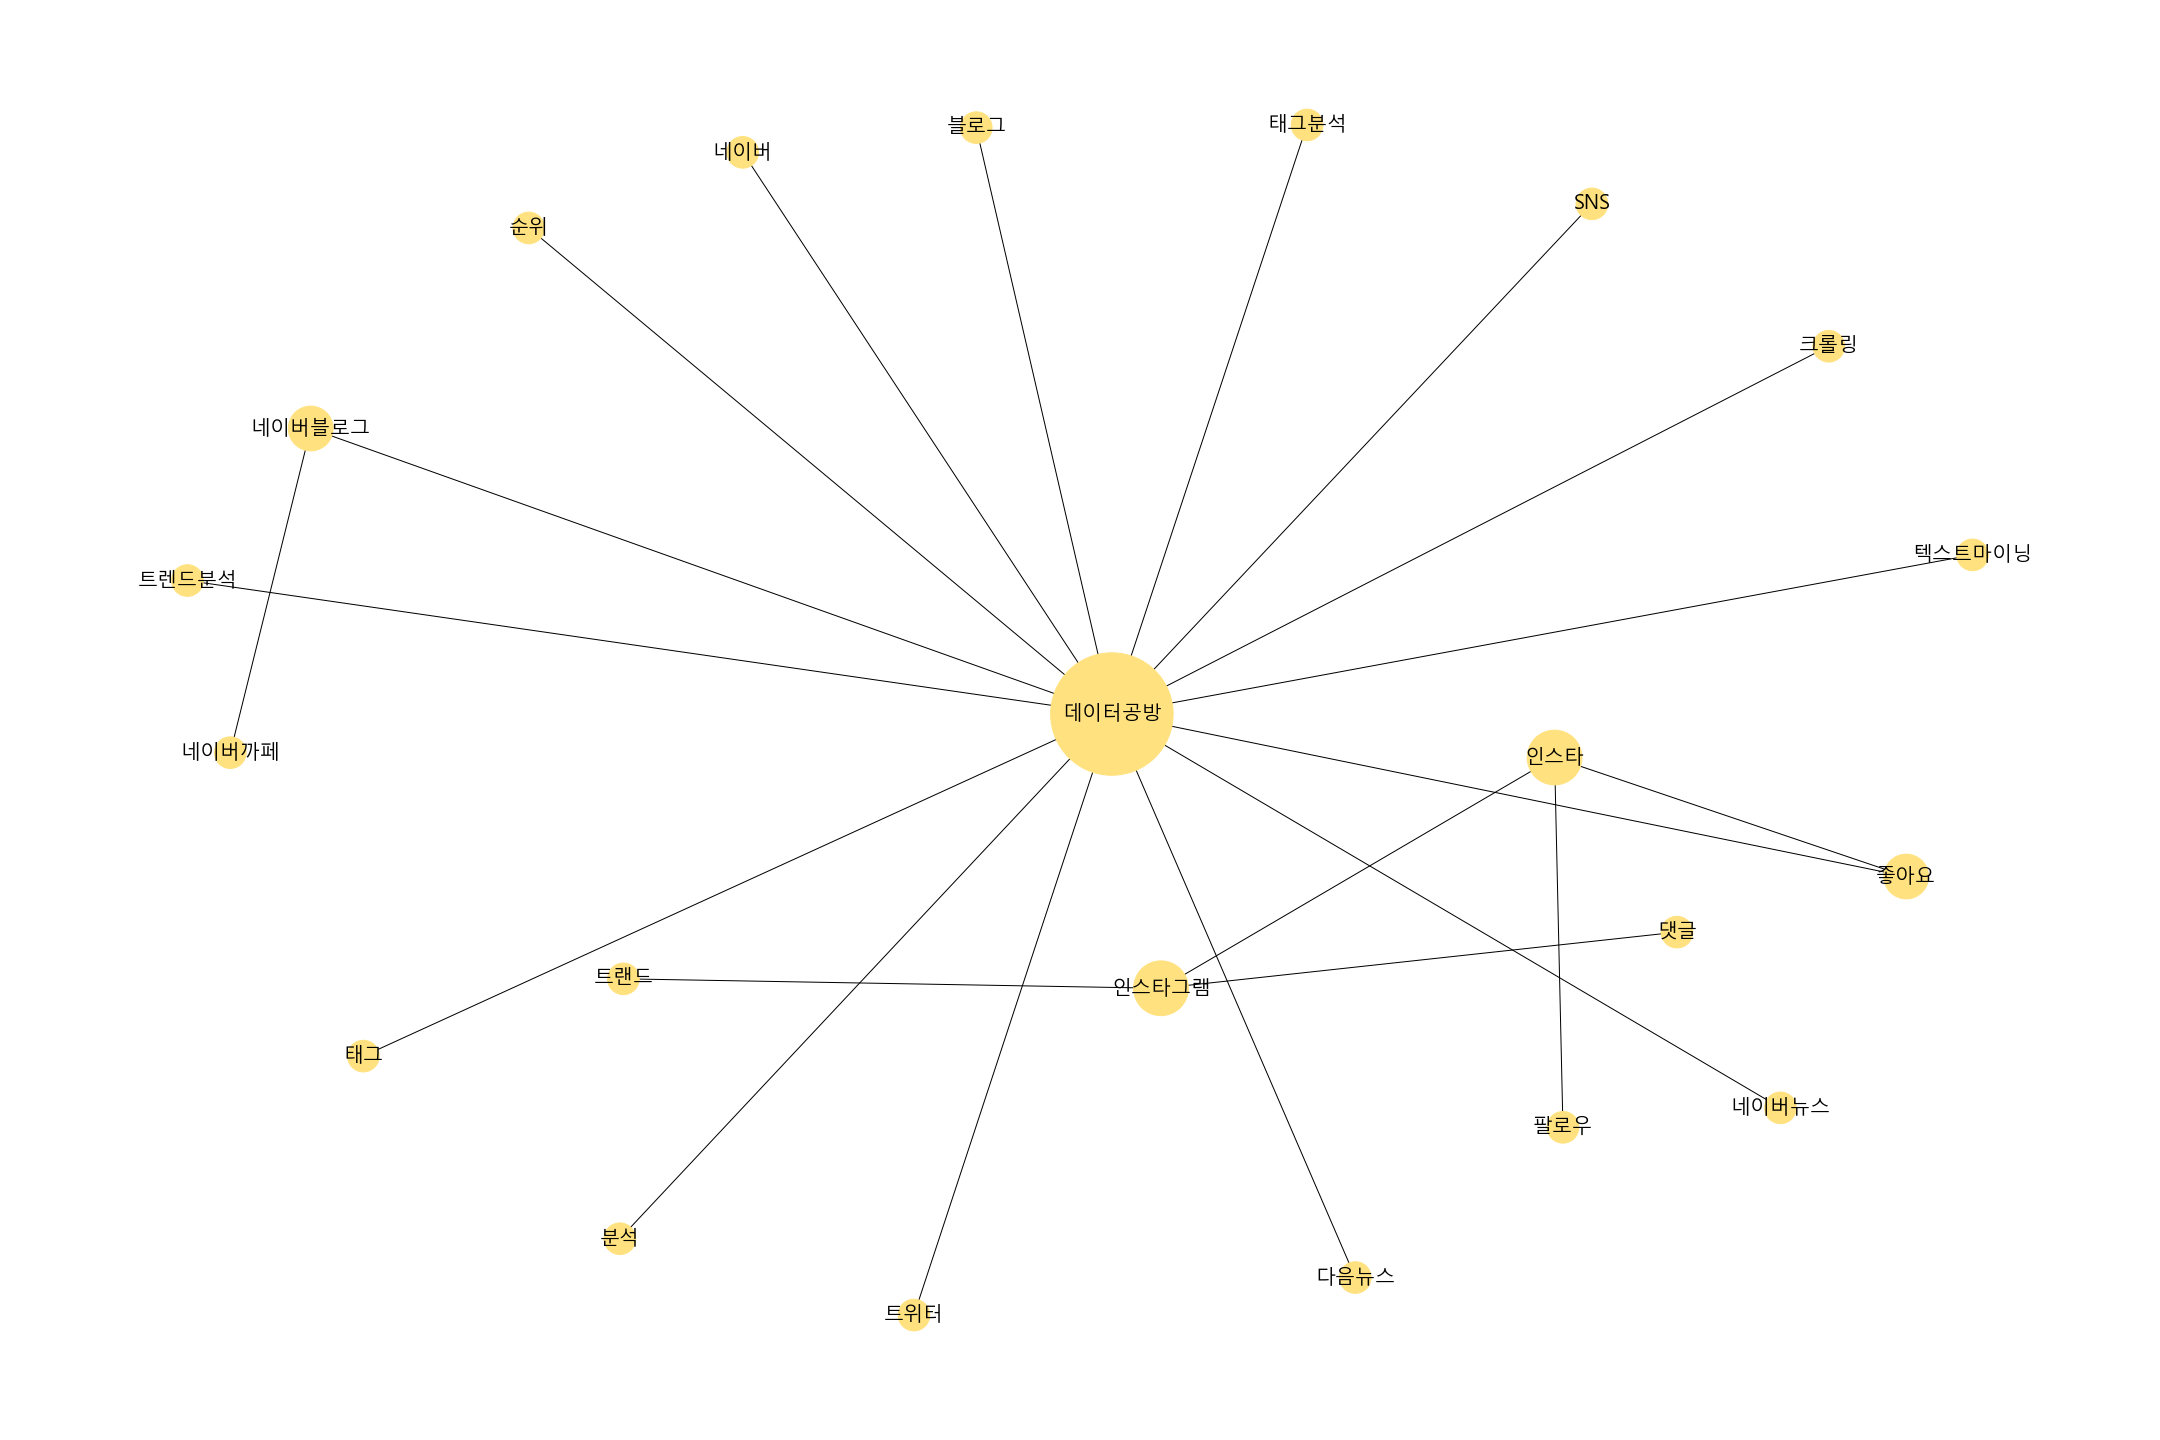 태그분석
블로그
네이버
SNS
순위
크롤링
네이버블로그
텍스트마이닝
트렌드분석
데이터공방
네이버까페
인스타
좋아요
댓글
트랜드
인스타그램
태그
네이버뉴스
팔로우
분석
다음뉴스
트위터